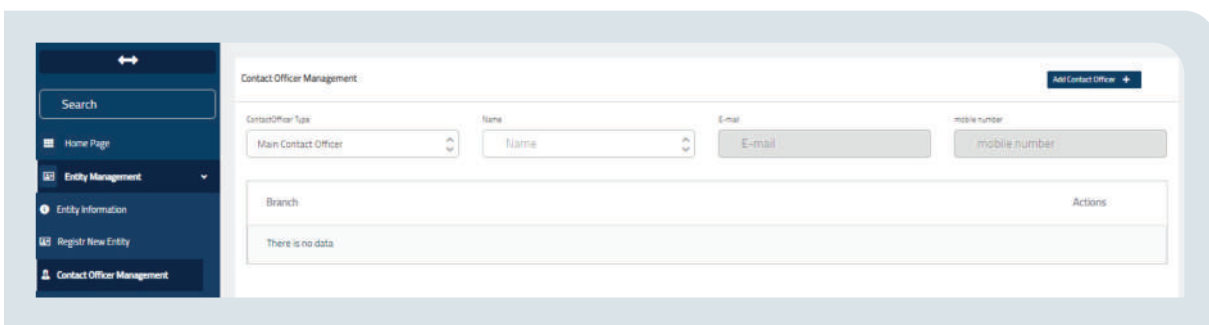 Search
Home Page
Entity Management
Entity Information
Registr New Entity
Contact Officer Management
Contact Officer Management
Add Contact Officer +
ContactOfficer Type
Name
E-mail
mobile number
Main Contact Officer
Name
E-mail
mobile number
Branch
Actions
There is no data